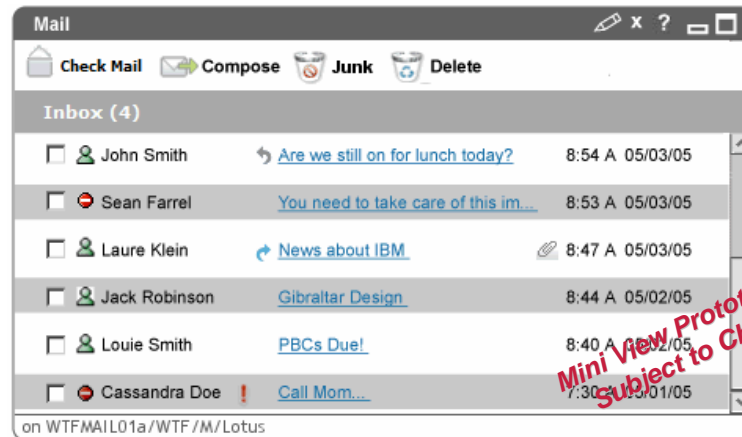 Mail x ?
Check Mail Compose Junk Delete
Inbox (4)
John Smith Are we still on for lunch today? 8:54 A 05/03/05
Sean Farrel You need to take care of this im... 8:53 A 05/03/05
Laure Klein News about IBM 8:47 A 05/03/05
Jack Robinson Gibraltar Design 8:44 A 05/02/05
Louie Smith PBCs Due! 8:40 A
Cassandra Doe ! Call Mom... 7:30
Mini View
Subject to
on WTFMAIL01a/WTF/M/Lotus